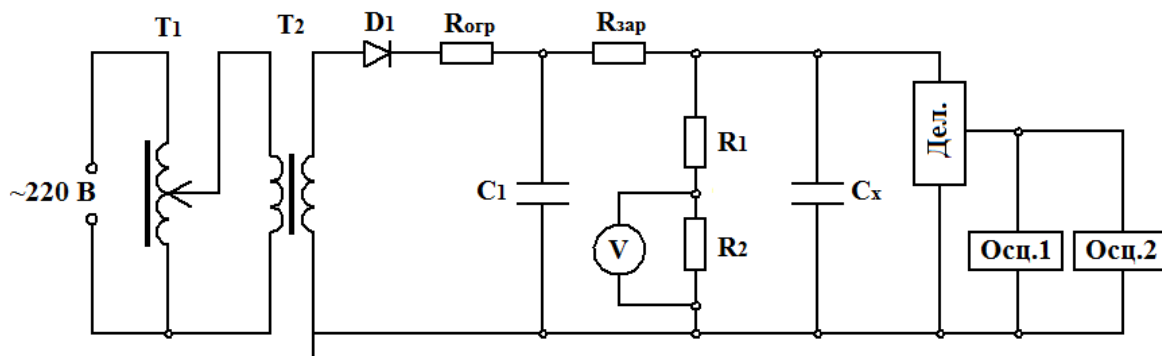 T1
T2
D1
Rогр
Rзар
~220 В
C1
R1
V
R2
Cx
Дел.
Осц.1
Осц.2